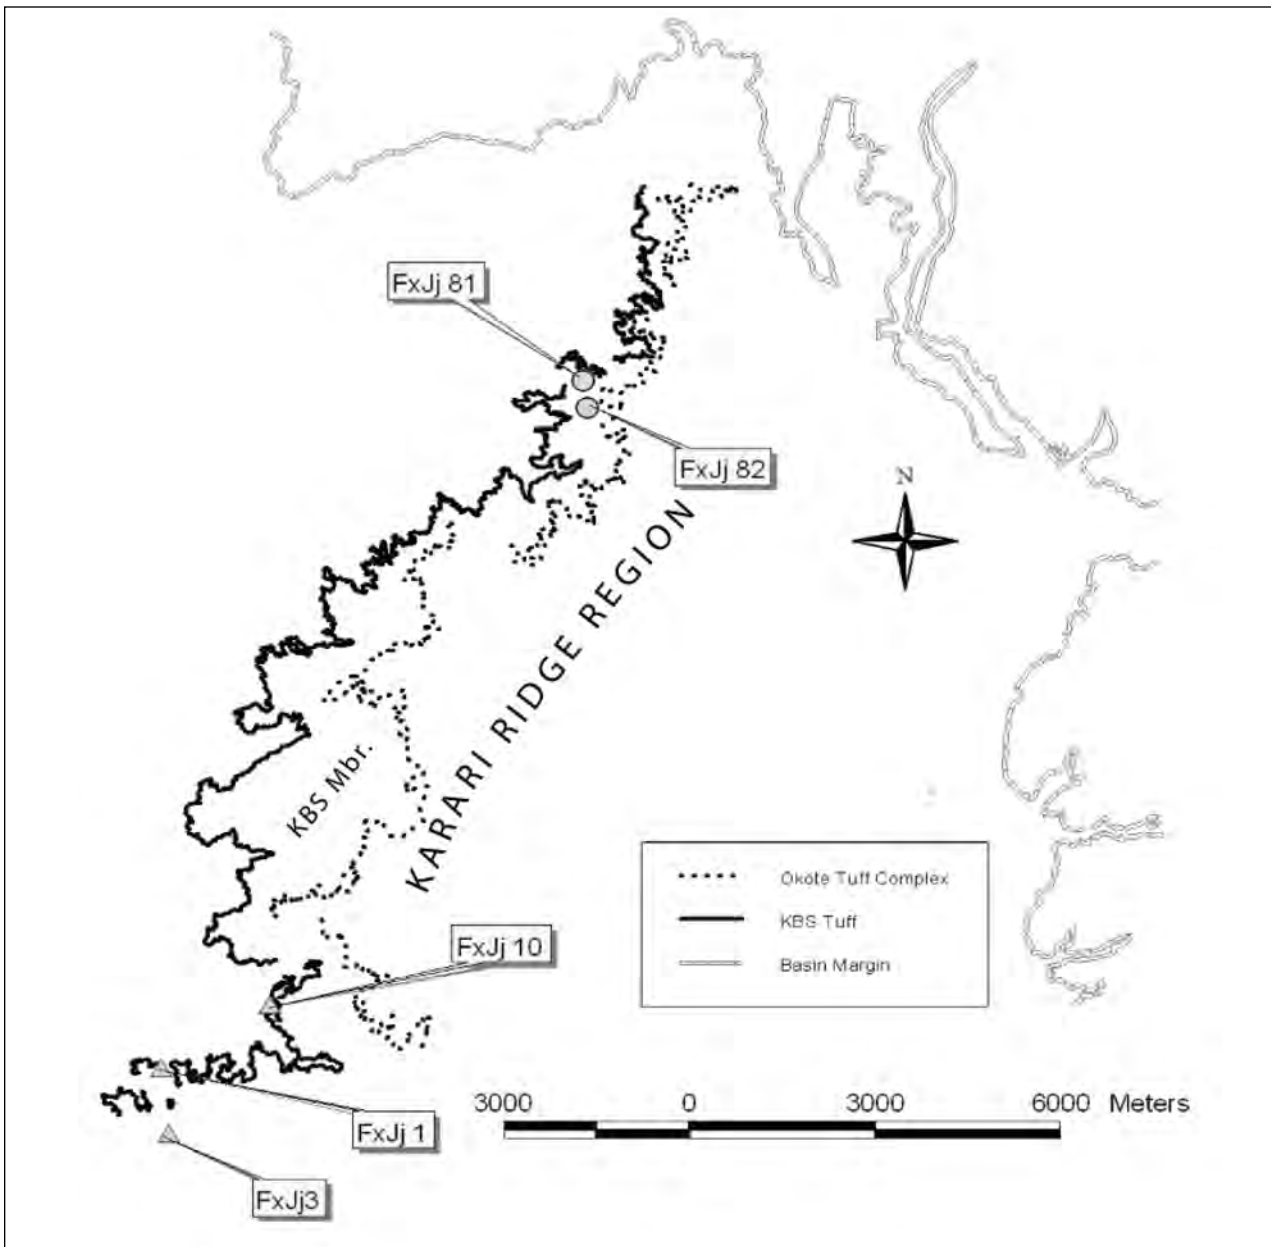 FxJj 81
FxJj 82
N
KARARI RIDGE REGION
KBS Mbr.
Okote Tuff Complex
KBS Tuff
Basin Margin
FxJj 10
3000 0 3000 6000 Meters
FxJj 1
FxJj3